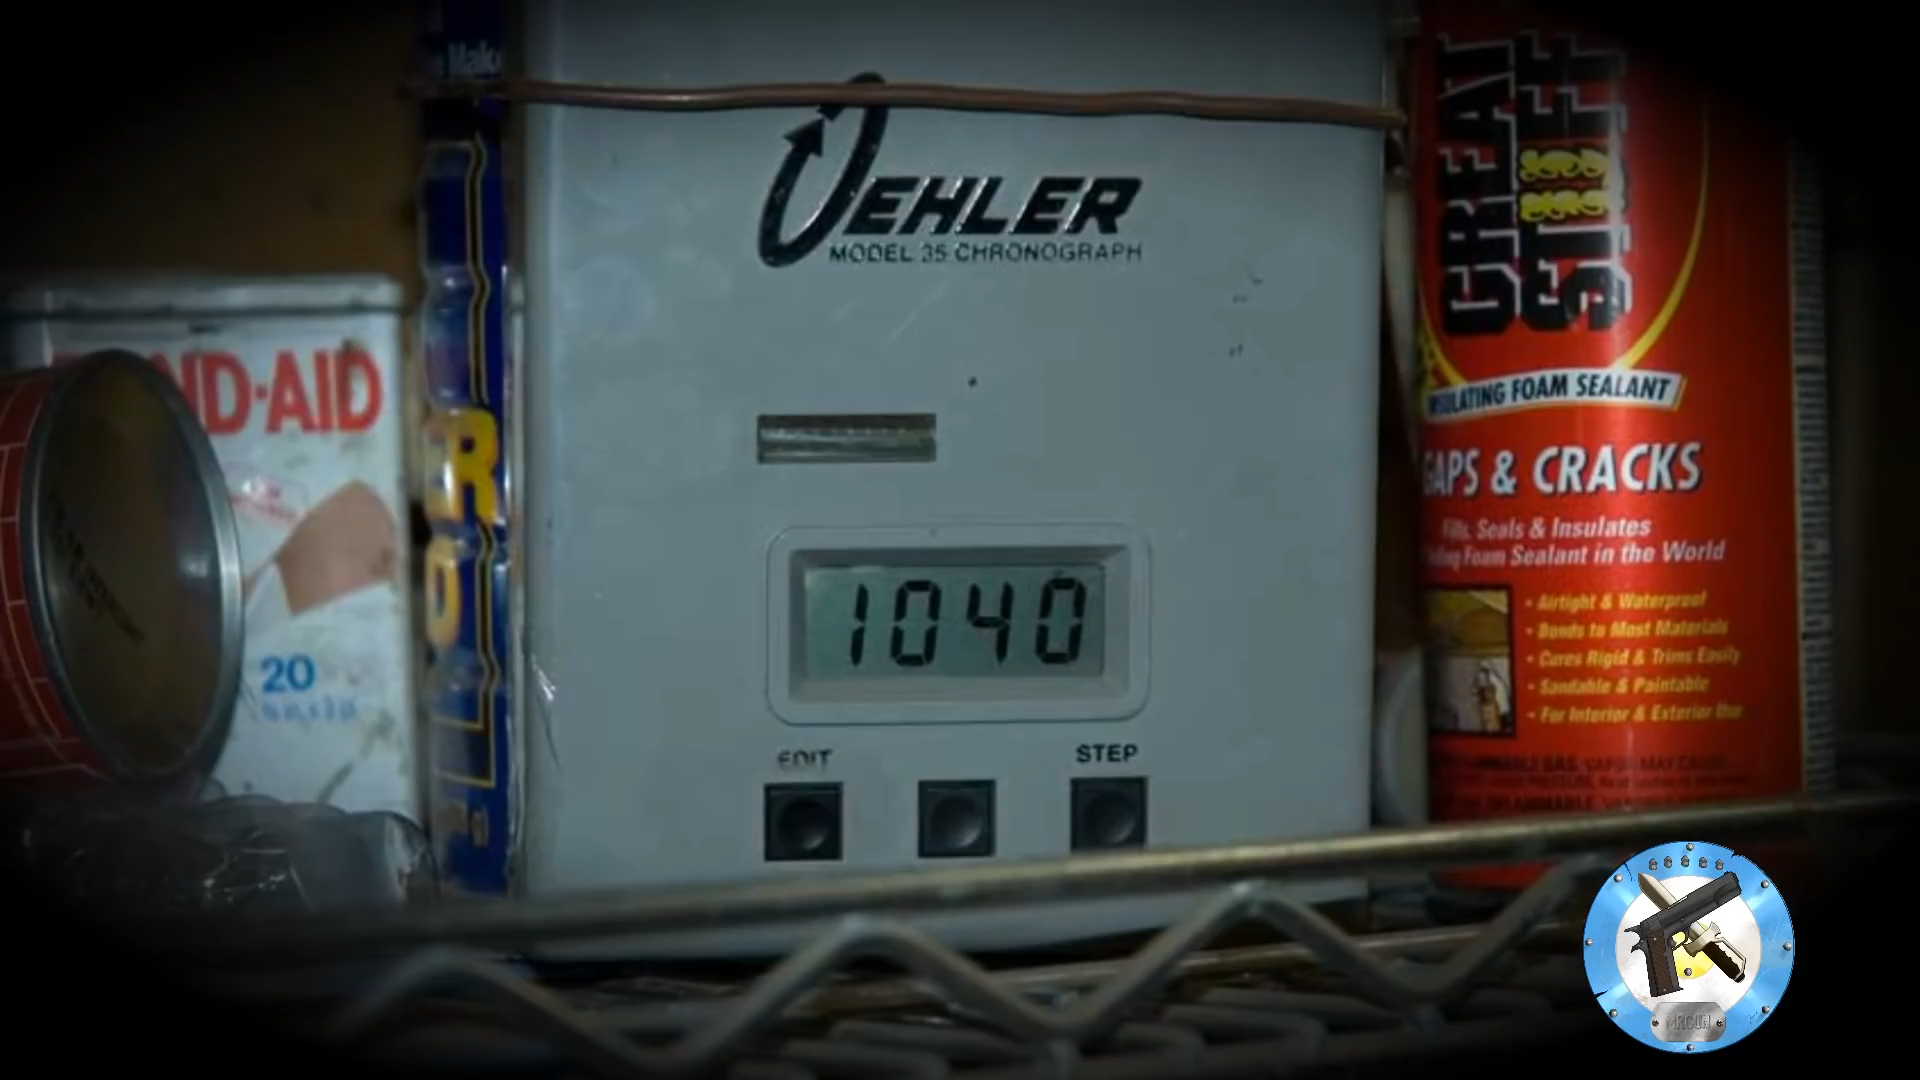 Make
OEHLER
MODEL 35 CHRONOGRAPH
BAND-AID
20
GREAT
STUFF
INSULATING FOAM SEALANT
GAPS & CRACKS
Fills, Seals & Insulates
Foam Sealant in the World
• Airtight & Waterproof
• Bonds to Most Materials
• Cures Rigid & Trims Easily
• Sandable & Paintable
• For Interior & Exterior Use
1040
EDIT
STEP